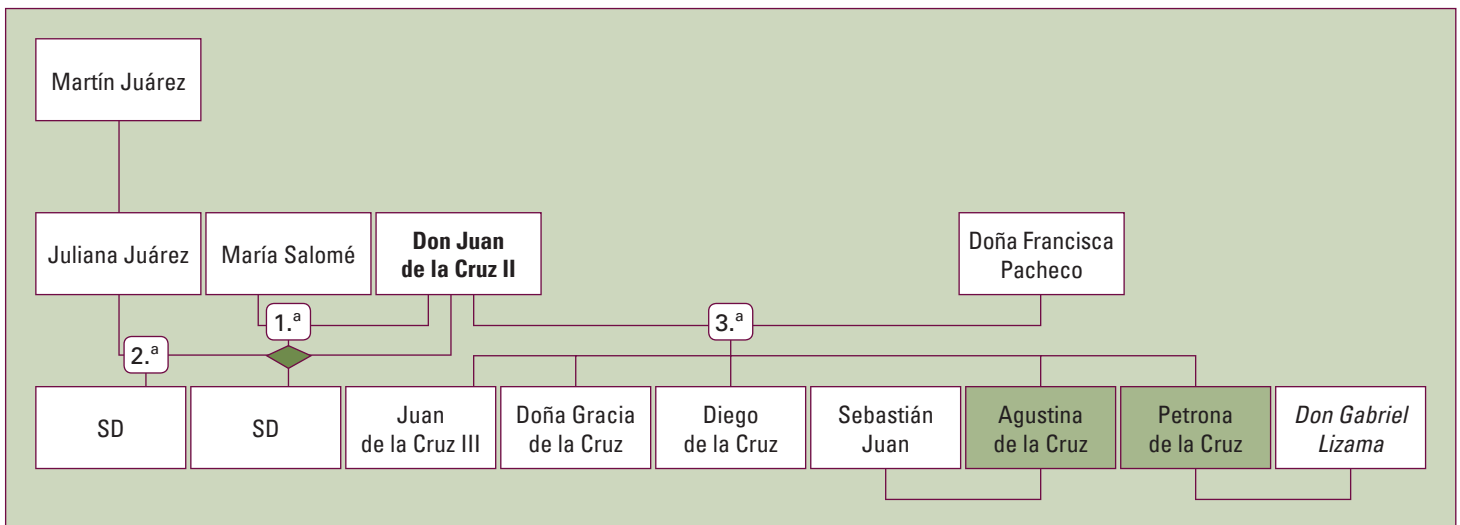 Martín Juárez
Juliana Juárez
María Salomé
Don Juan
de la Cruz II
Doña Francisca
Pacheco
1.ª
3.ª
2.ª
SD
SD
Juan
de la Cruz III
Doña Gracia
de la Cruz
Diego
de la Cruz
Sebastián
Juan
Agustina
de la Cruz
Petrona
de la Cruz
Don Gabriel
Lizama